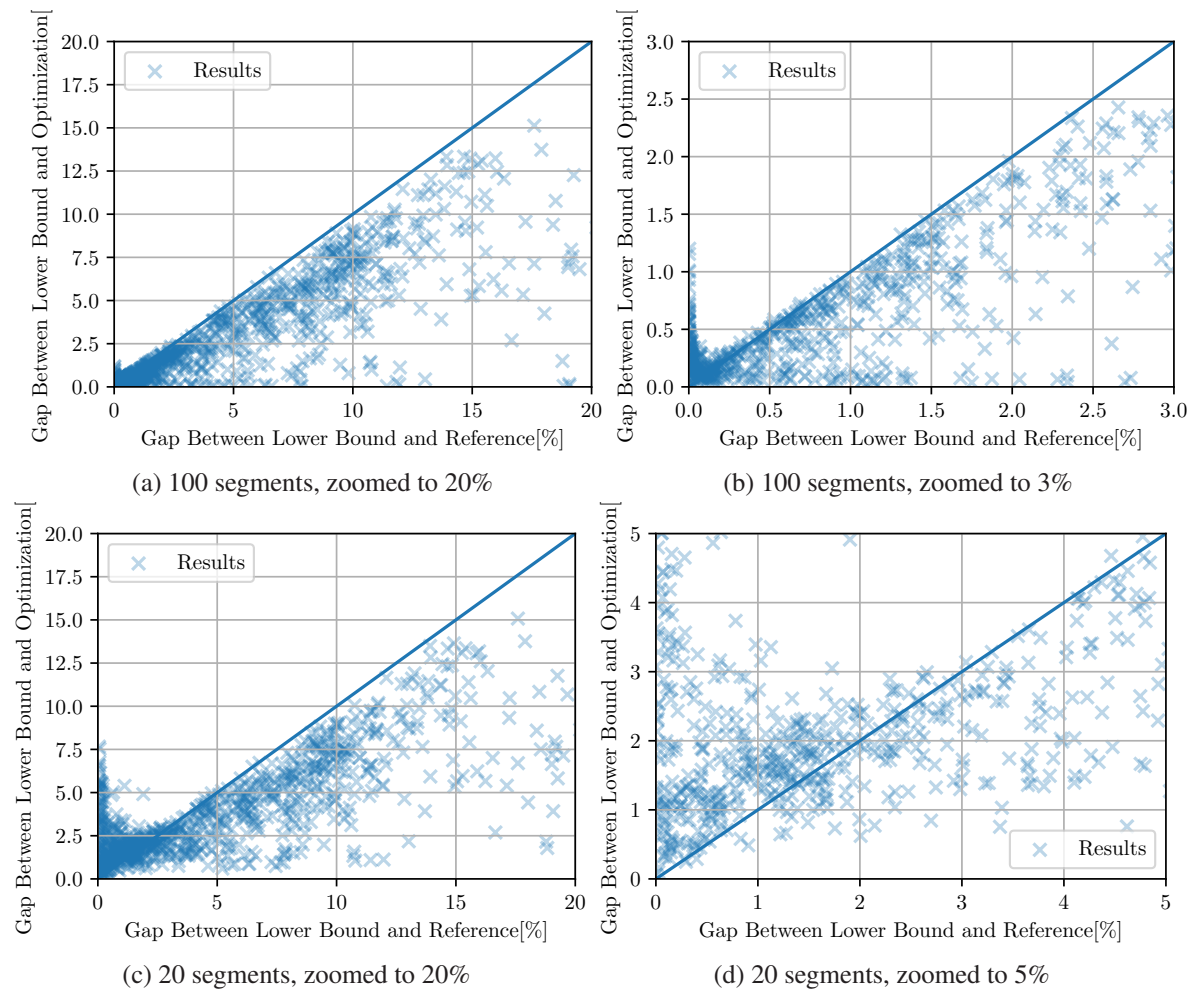 Gap Between Lower Bound and Optimization[
20.0
17.5
15.0
12.5
10.0
7.5
5.0
2.5
0.0
Results
0 5 10 15 20
Gap Between Lower Bound and Reference[%]
(a) 100 segments, zoomed to 20%
Gap Between Lower Bound and Optimization[
3.0
2.5
2.0
1.5
1.0
0.5
0.0
Results
0.0 0.5 1.0 1.5 2.0 2.5 3.0
Gap Between Lower Bound and Reference[%]
(b) 100 segments, zoomed to 3%
Gap Between Lower Bound and Optimization[
20.0
17.5
15.0
12.5
10.0
7.5
5.0
2.5
0.0
Results
0 5 10 15 20
Gap Between Lower Bound and Reference[%]
(c) 20 segments, zoomed to 20%
Gap Between Lower Bound and Optimization[
5
4
3
2
1
0
Results
0 1 2 3 4 5
Gap Between Lower Bound and Reference[%]
(d) 20 segments, zoomed to 5%